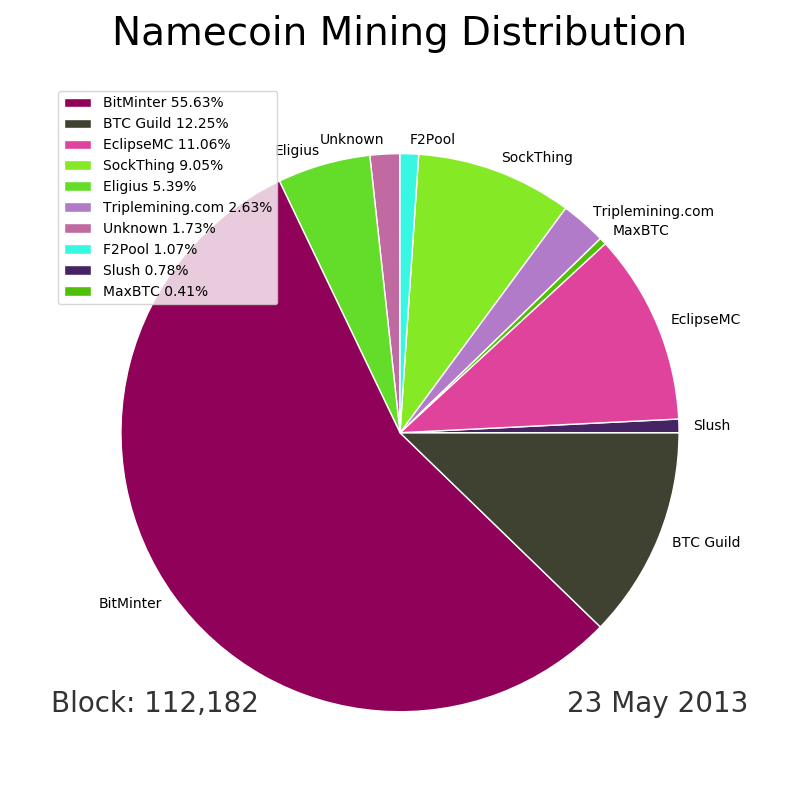 Namecoin Mining Distribution
BitMinter 55.63%
BTC Guild 12.25%
EclipseMC 11.06%
SockThing 9.05%
Eligius 5.39%
Triplemining.com 2.63%
Unknown 1.73%
F2Pool 1.07%
Slush 0.78%
MaxBTC 0.41%
Eligius
Unknown
F2Pool
SockThing
Triplemining.com
MaxBTC
EclipseMC
Slush
BTC Guild
BitMinter
Block: 112,182
23 May 2013